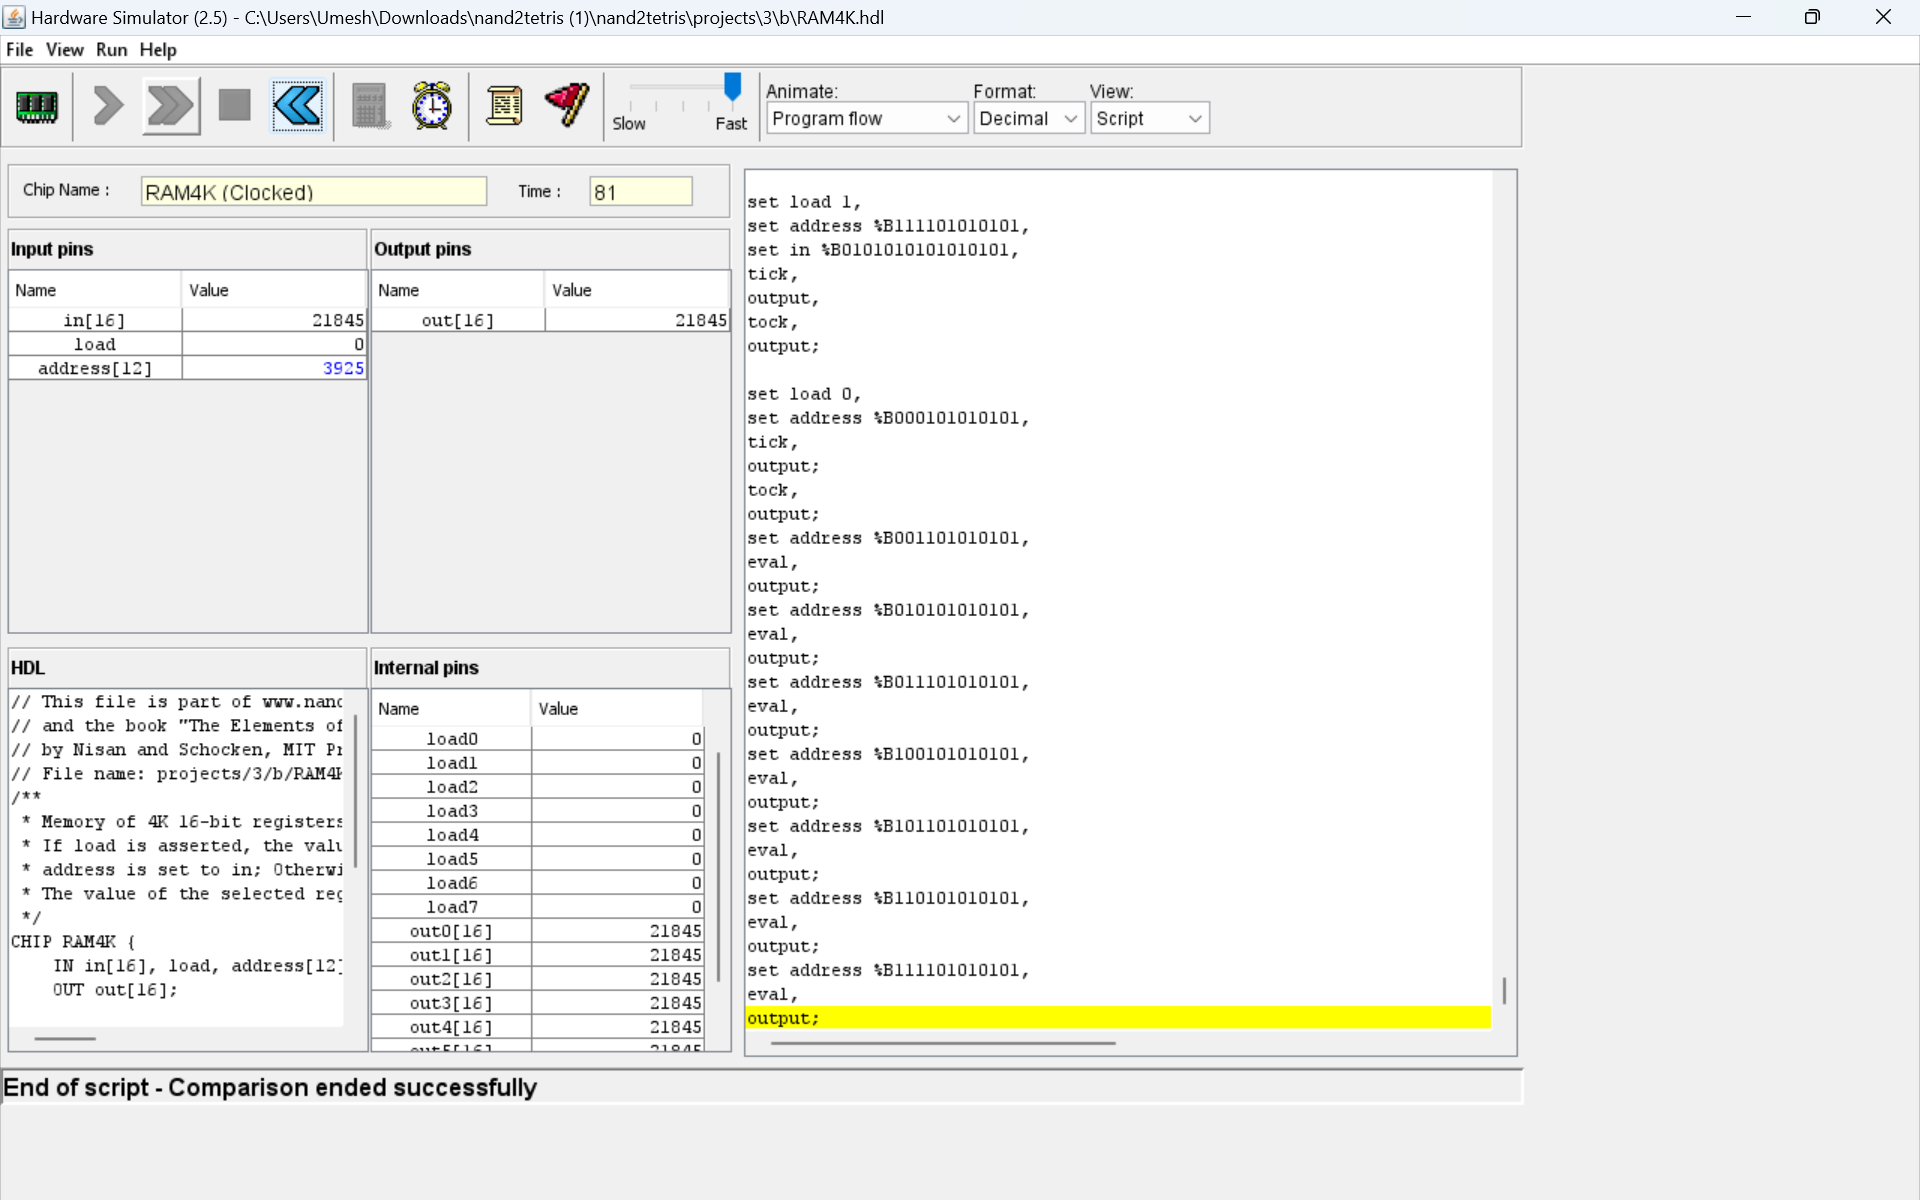 Hardware Simulator (2.5) - C:\Users\Umesh\Downloads\nand2tetris (1)\nand2tetris\projects\3\b\RAM4K.hdl
File View Run Help
Slow Fast
Animate:
Program flow
Format:
Decimal
View:
Script
Chip Name :
RAM4K (Clocked)
Time :
81
Input pins
Name Value
in[16] 21845
load 0
address[12] 3925
Output pins
Name Value
out[16] 21845
HDL
// This file is part of www.nand
// and the book "The Elements of
// by Nisan and Schocken, MIT Pr
// File name: projects/3/b/RAM4K
/**
* Memory of 4K 16-bit registers
* If load is asserted, the valu
* address is set to in; Otherwi
* The value of the selected reg
*/
CHIP RAM4K {
IN in[16], load, address[12]
OUT out[16];
Internal pins
Name Value
load0 0
load1 0
load2 0
load3 0
load4 0
load5 0
load6 0
load7 0
out0[16] 21845
out1[16] 21845
out2[16] 21845
out3[16] 21845
out4[16] 21845
out5[16] 21845
set load 1,
set address %B111101010101,
set in %B0101010101010101,
tick,
output,
tock,
output;
set load 0,
set address %B000101010101,
tick,
output;
tock,
output;
set address %B001101010101,
eval,
output;
set address %B010101010101,
eval,
output;
set address %B011101010101,
eval,
output;
set address %B100101010101,
eval,
output;
set address %B101101010101,
eval,
output;
set address %B110101010101,
eval,
output;
set address %B111101010101,
eval,
output;
End of script - Comparison ended successfully